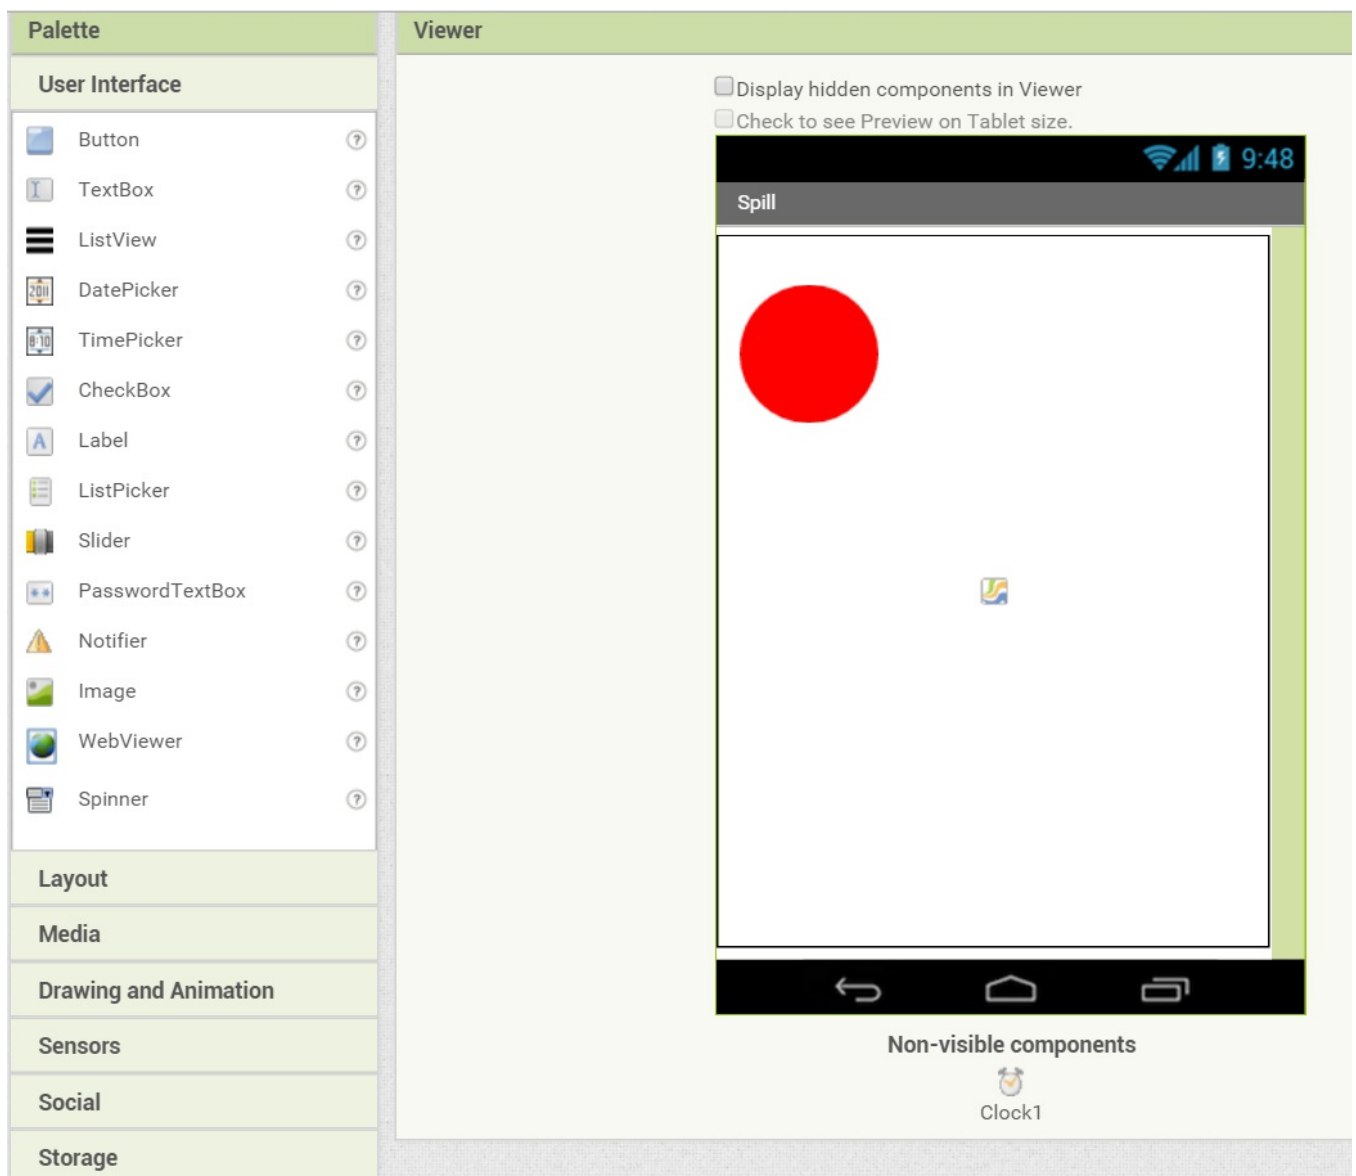 Palette
User Interface
Button
TextBox
ListView
DatePicker
TimePicker
CheckBox
Label
ListPicker
Slider
PasswordTextBox
Notifier
Image
WebViewer
Spinner
Layout
Media
Drawing and Animation
Sensors
Social
Storage
Viewer
Display hidden components in Viewer
Check to see Preview on Tablet size.
9:48
Spill
Non-visible components
Clock1